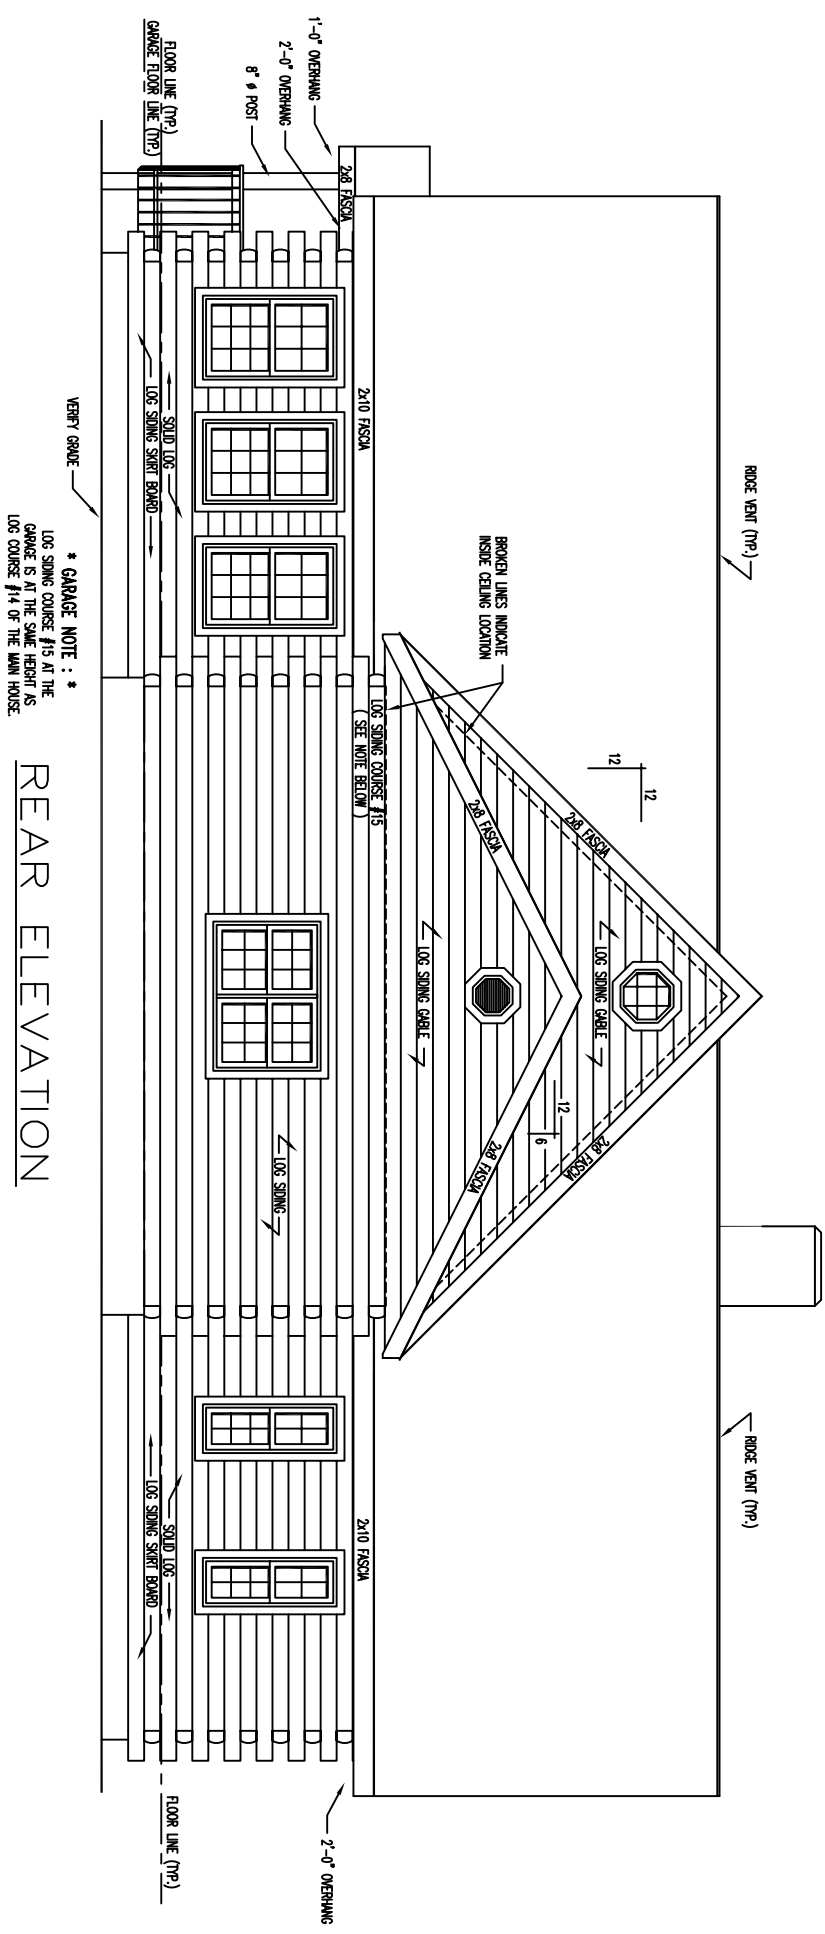 RIDGE VENT (TYP.)
RIDGE VENT (TYP.)
12
12
2x8 FASCIA
LOG SIDING GABLE
12
6
2x8 FASCIA
BROKEN LINES INDICATE
INSIDE CEILING LOCATION
2x8 FASCIA
LOG SIDING GABLE
2x8 FASCIA
1'-0" OVERHANG
2'-0" OVERHANG
8" ø POST
2x8 FASCIA
2x10 FASCIA
LOG SIDING COURSE #15
(SEE NOTE BELOW)
2x10 FASCIA
2'-0" OVERHANG
LOG SIDING
FLOOR LINE (TYP.)
GARAGE FLOOR LINE (TYP.)
SOLID LOG
LOG SIDING SKIRT BOARD
SOLID LOG
LOG SIDING SKIRT BOARD
FLOOR LINE (TYP.)
VERIFY GRADE
* GARAGE NOTE : *
LOG SIDING COURSE #15 AT THE
GARAGE IS AT THE SAME HEIGHT AS
LOG COURSE #14 OF THE MAIN HOUSE.
REAR ELEVATION